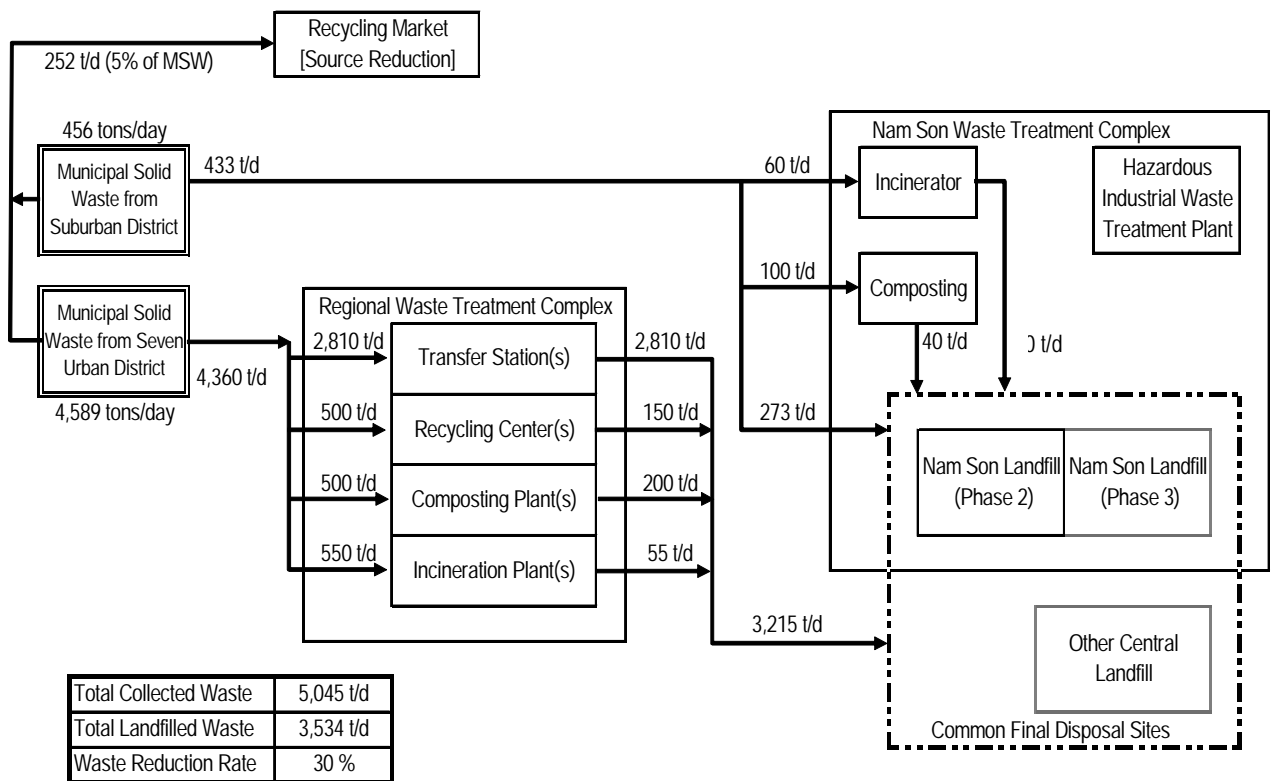 Recycling Market
[Source Reduction]
252 t/d (5% of MSW)
456 tons/day
Municipal Solid
Waste from
Suburban District
433 t/d
Municipal Solid
Waste from Seven
Urban District
4,360 t/d
4,589 tons/day
Regional Waste Treatment Complex
2,810 t/d
Transfer Station(s)
2,810 t/d
500 t/d
Recycling Center(s)
150 t/d
500 t/d
Composting Plant(s)
200 t/d
550 t/d
Incineration Plant(s)
55 t/d
3,215 t/d
Nam Son Waste Treatment Complex
60 t/d
Incinerator
Hazardous
Industrial Waste
Treatment Plant
100 t/d
Composting
40 t/d
t/d
273 t/d
Nam Son Landfill
(Phase 2)
Nam Son Landfill
(Phase 3)
Other Central
Landfill
Common Final Disposal Sites
Total Collected Waste 5,045 t/d
Total Landfilled Waste 3,534 t/d
Waste Reduction Rate 30 %